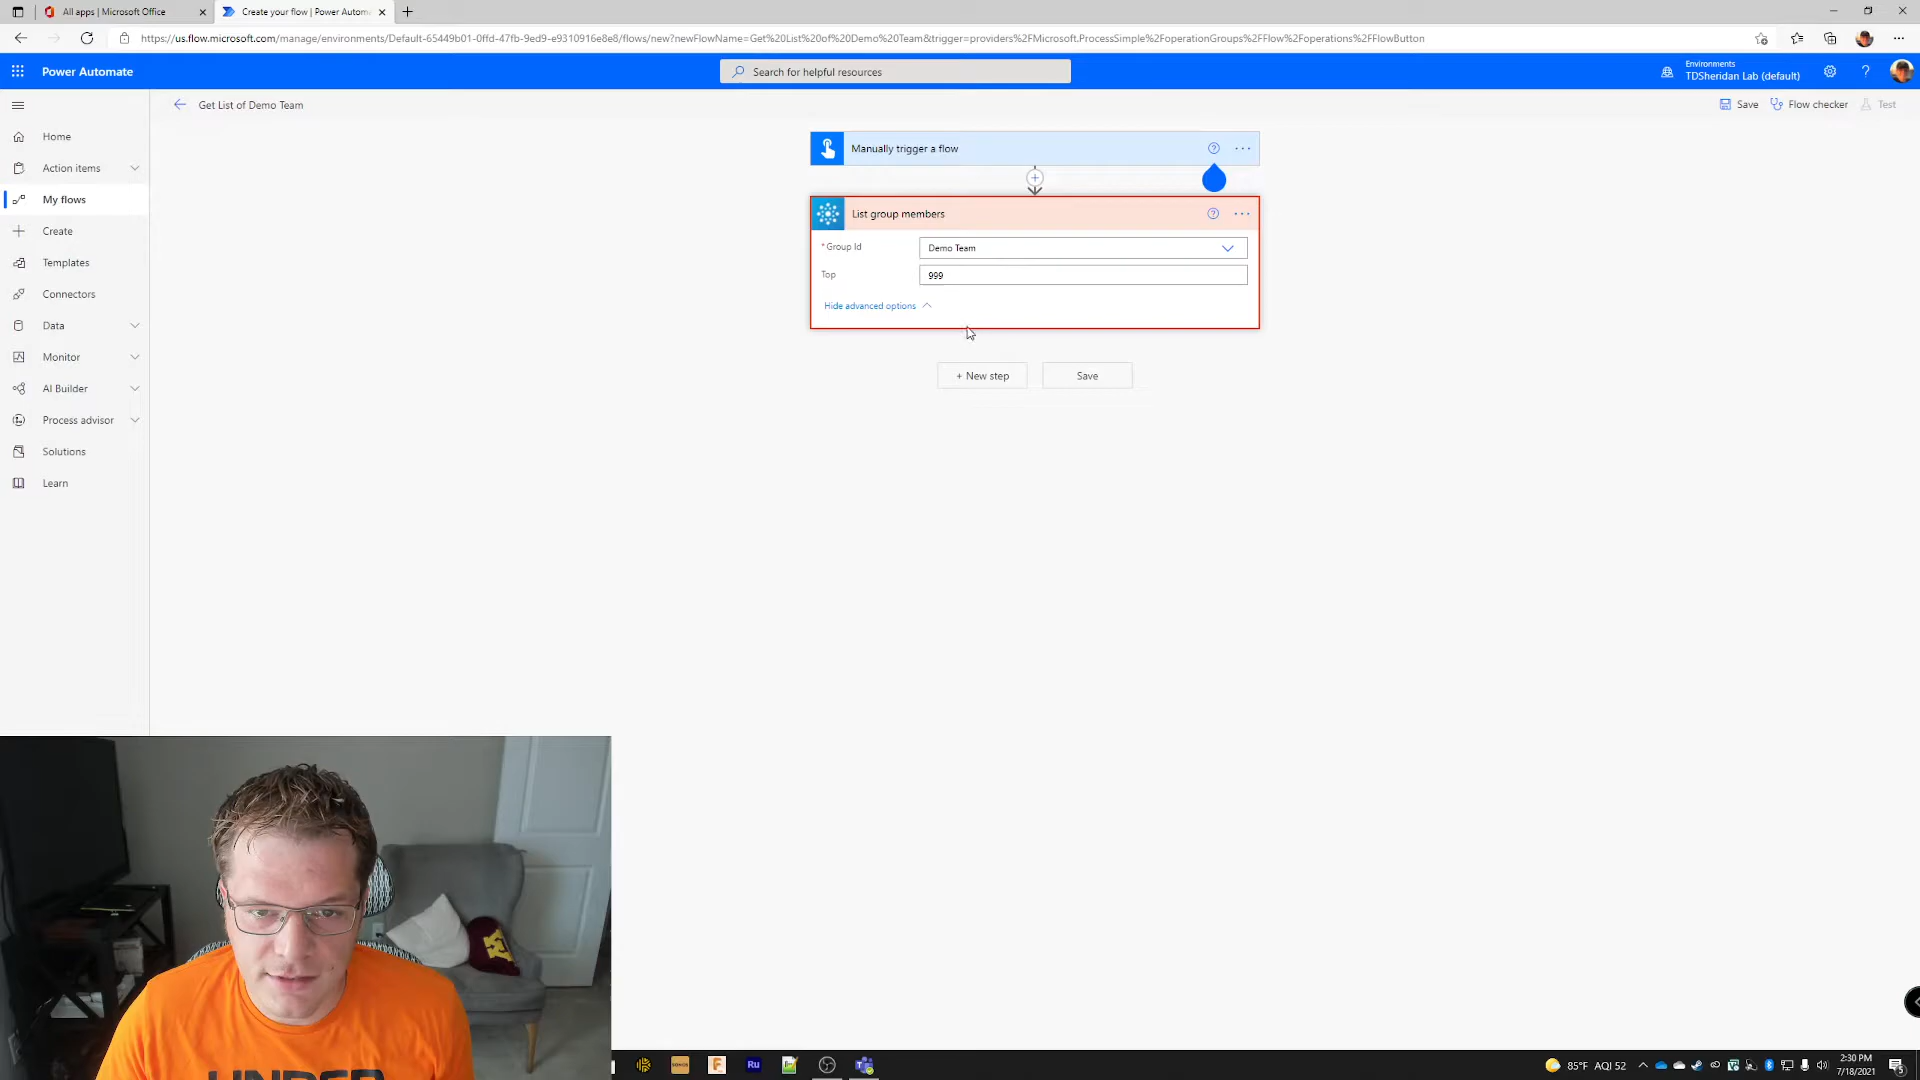 All apps | Microsoft Office
Create your flow | Power Autom
https://us.flow.microsoft.com/manage/environments/Default-65449b01-0ffd-47fb-9ed9-e9310916e8e8/flows/new?newFlowName=Get%20List%20of%20Demo%20Team&trigger=providers%2FMicrosoft.ProcessSimple%2FoperationGroups%2FFlow%2Foperations%2FFlowButton
Power Automate
Search for helpful resources
Environments
TDSheridan Lab (default)
Get List of Demo Team
Save
Flow checker
Test
Home
Action items
My flows
Create
Templates
Connectors
Data
Monitor
AI Builder
Process advisor
Solutions
Learn
Manually trigger a flow
List group members
* Group Id
Demo Team
Top
999
Hide advanced options
+ New step
Save
UNDER
Ru
85°F AQI 52
2:30 PM
7/18/2021